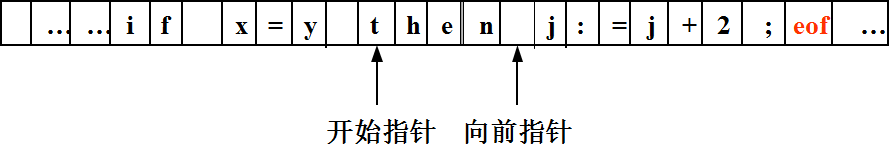 … … i f x = y t h e n j : = j + 2 ; eof …
开始指针 向前指针